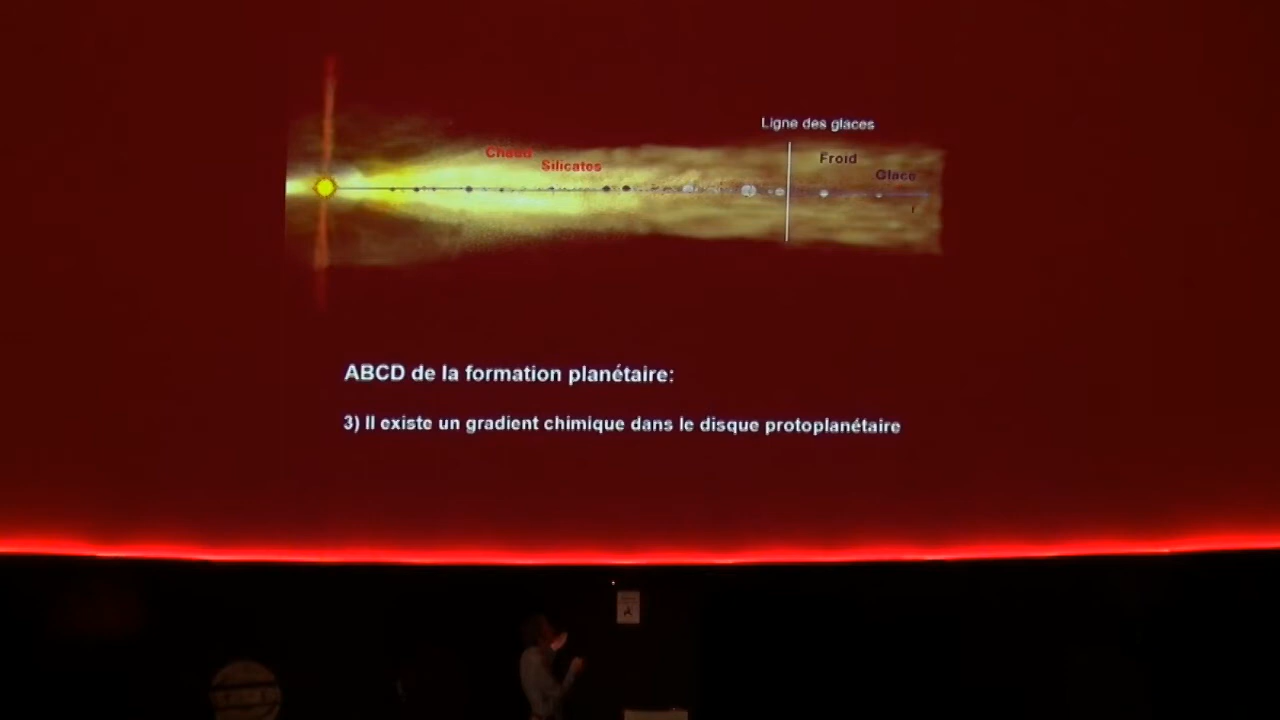 Ligne des glaces
Chaud
Silicates
Froid
Glace
ABCD de la formation planétaire:
3) Il existe un gradient chimique dans le disque protoplanétaire